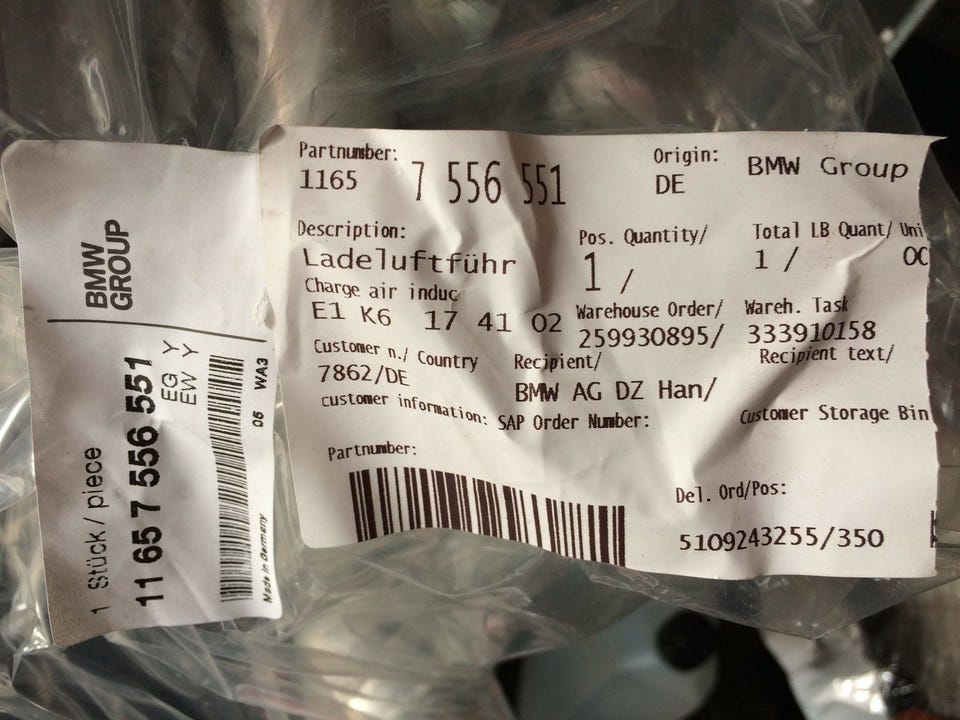 BMW
GROUP
1 Stück / piece
11 65 7 556 551
EG Y
EW Y
06 WA3
Made in Germany
Partnumber:
1165 7 556 551
Origin:
DE
BMW Group
Description:
Ladeluftführ
Charge air induc
E1 K6 17 41 02
Pos. Quantity/
1 /
Total LB Quant/ Uni
1 /
Warehouse Order/
259930895/
Wareh. Task
333910158
Customer n./ Country
7862/DE
Recipient/
BMW AG DZ Han/
Recipient text/
customer information:
SAP Order Number:
Customer Storage Bin
Partnumber:
Del. Ord/Pos:
5109243255/350